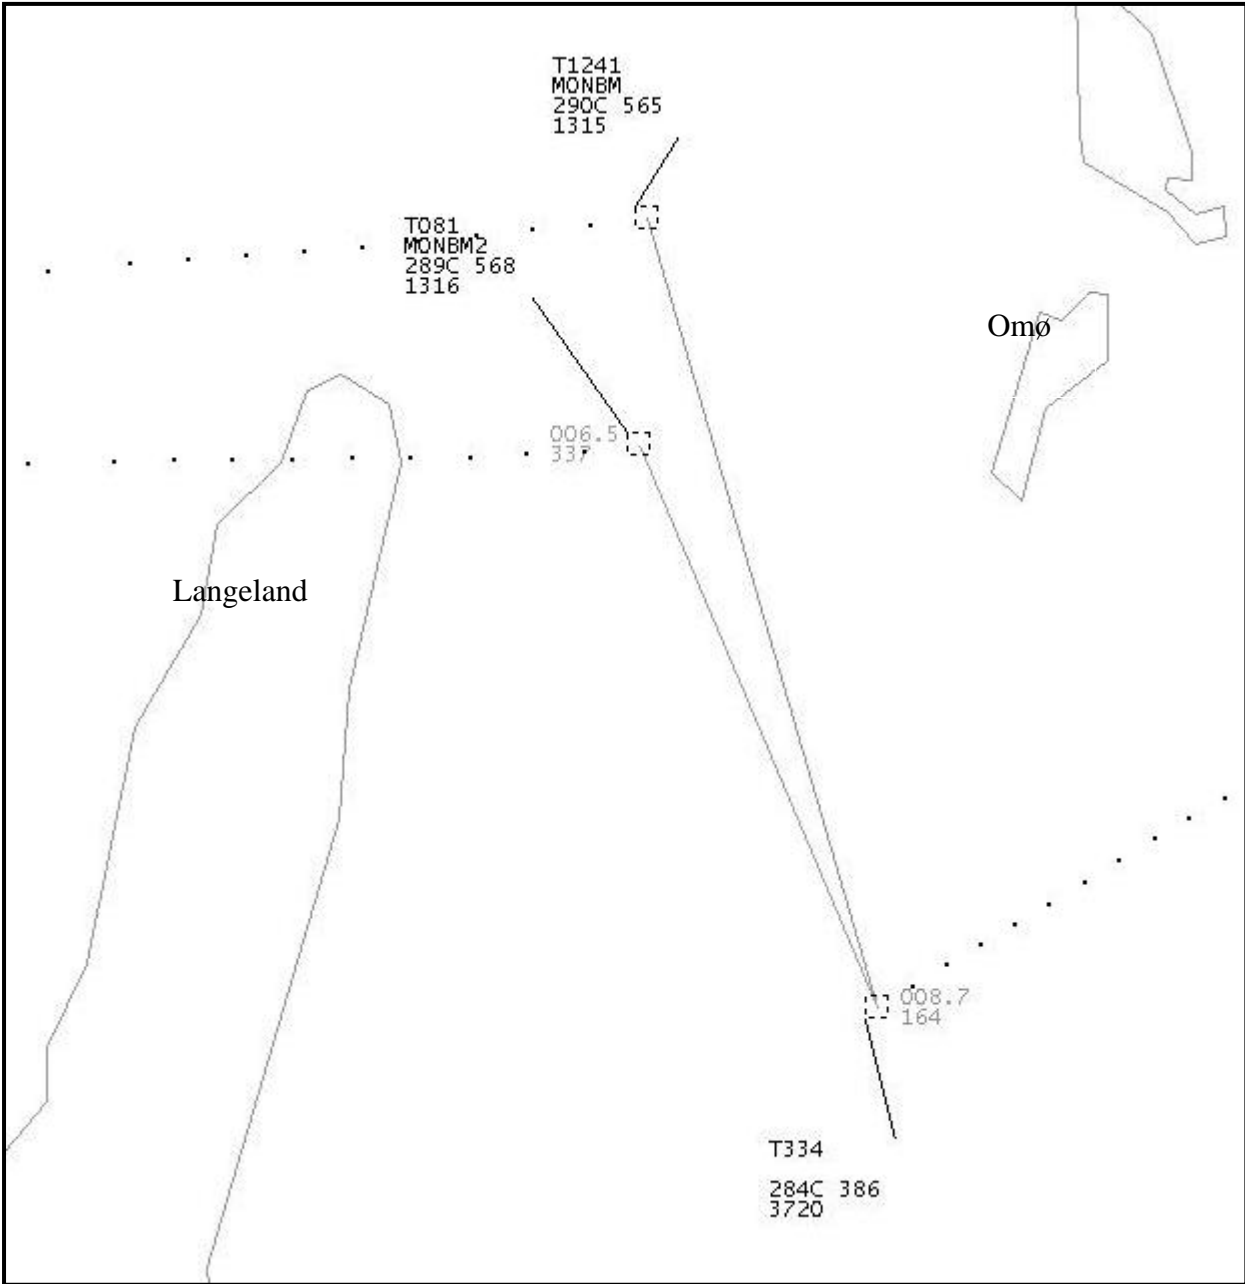 T1241
MONBM
290C 565
1315
T081
MONBM2
289C 568
1316
Omø
006.5
337
Langeland
008.7
164
T334
284C 386
3720